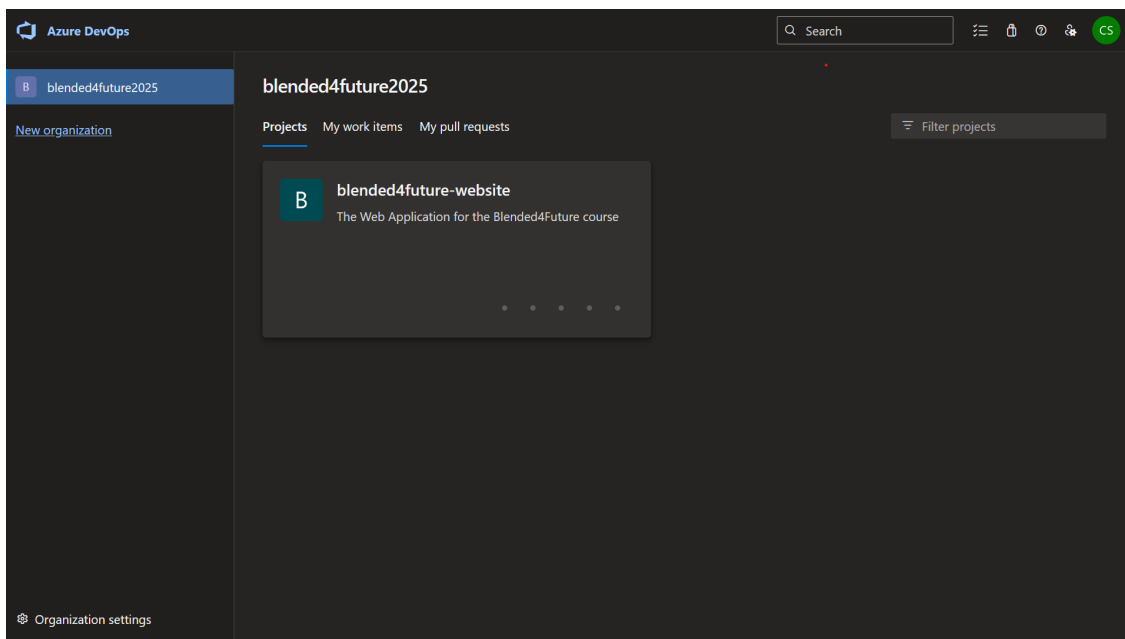 Azure DevOps
Search
CS
B blended4future2025
New organization
blended4future2025
Projects My work items My pull requests
Filter projects
B
blended4future-website
The Web Application for the Blended4Future course
Organization settings